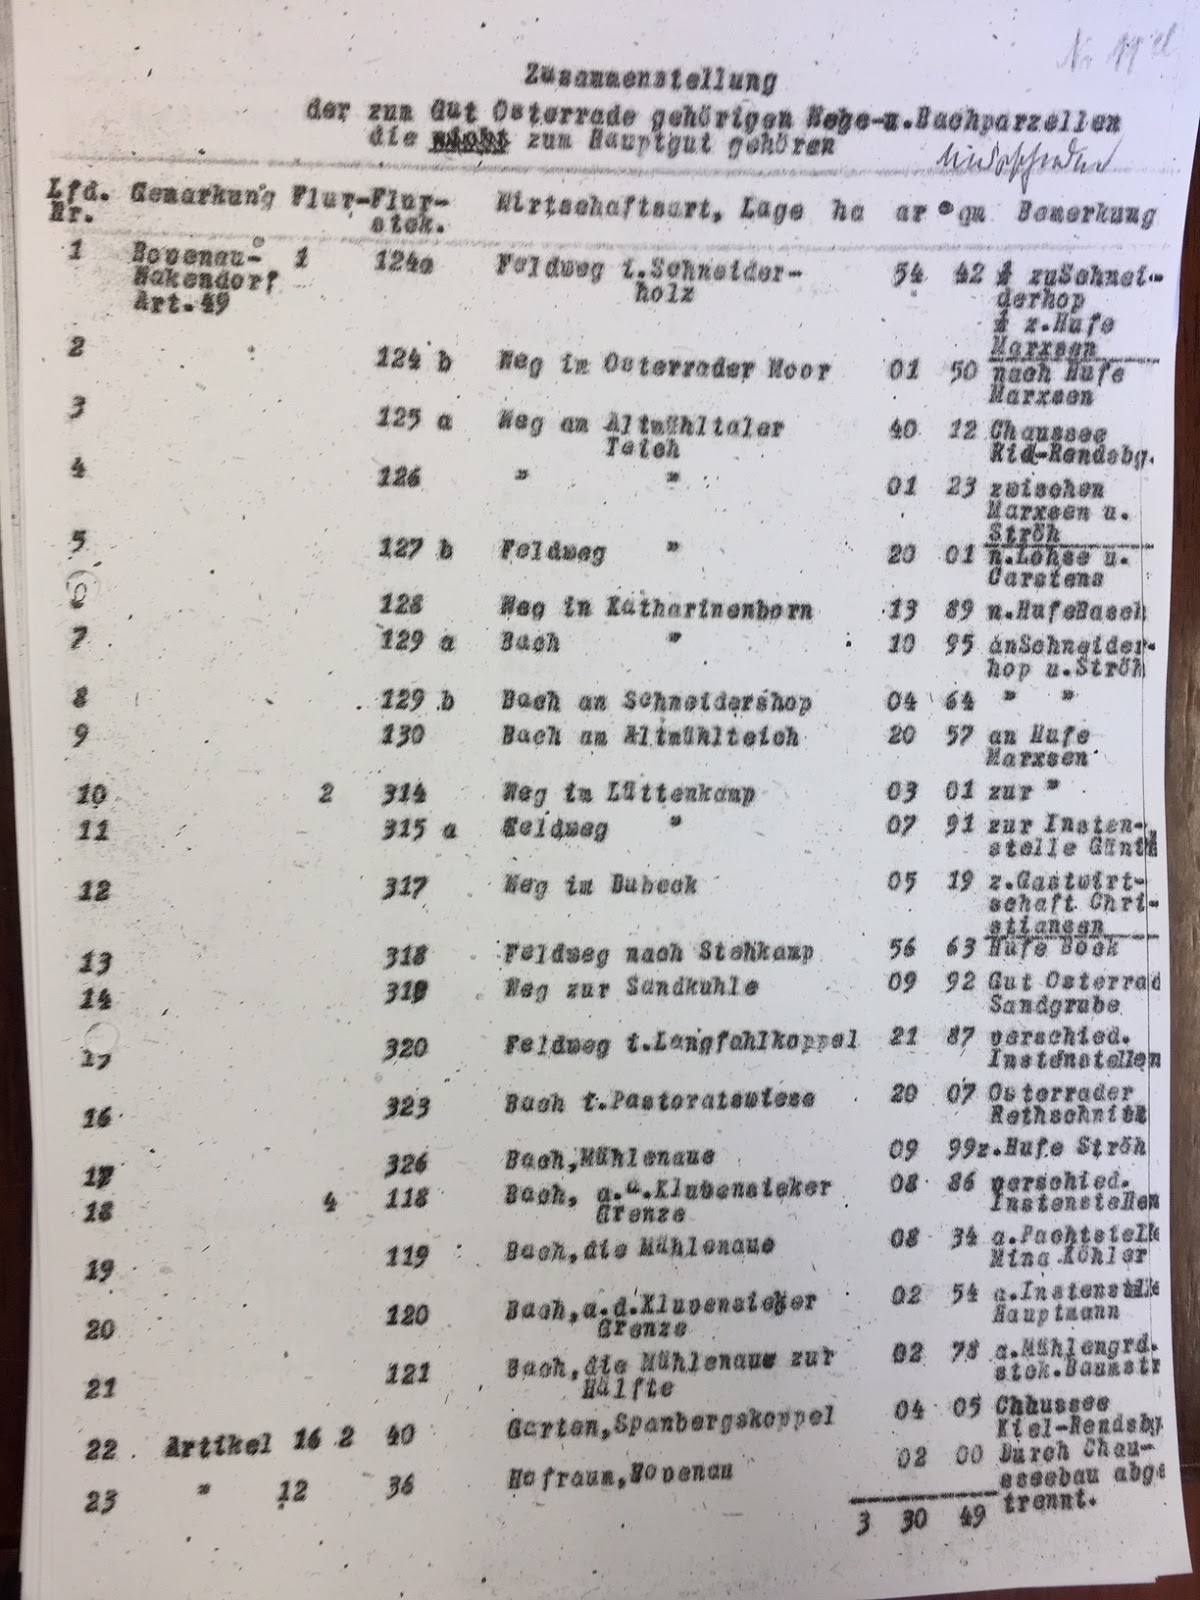 Zusammenstellung
der zum Gut Osterrade gehörigen Wege-u.Bachparzellen
die nicht zum Hauptgut gehören
Lfd. Gemarkung Flur-Flur- Wirtschaftsart, Lage ha ar qm Bemerkung
Nr. stck.
1 Bovenau- 1 124a Feldweg i.Schneider- 54 42 ½ zuSchnei-
Wakendorf holz derhop
Art.49 ½ z.Hufe
Marxsen
2 " 124 b Weg im Osterrader Moor 01 50 nach Hufe
Marxsen
3 125 a Weg am Altmühltaler 40 12 Chaussee
Teich Kid-Rendsbg.
4 126 " " 01 23 zwischen
Marxsen u.
Ströh
5 127 b Feldweg " 20 01 n.Lohse u.
Carstens
6 128 Weg in Katharinenborn 13 89 n.HufeBasch
7 129 a Bach " 10 95 anSchneider-
hop u.Ströh
8 129 b Bach an Schneidershop 04 64 " "
9 130 Bach am Altmühlteich 20 57 an Hufe
Marxsen
10 2 314 Weg im Lüttenkamp 03 01 zur "
11 315 a Feldweg " 07 91 zur Insten-
stelle Günth
12 317 Weg im Dubeck 05 19 z.Gastwirt-
schaft Chri-
stiansen
13 318 Feldweg nach Stehkamp 56 63 Hufe Bock
14 319 Weg zur Sandkuhle 09 92 Gut Osterrad
Sandgrube
320 Feldweg i.Langfahlkoppel 21 87 verschied.
Instenstellen
16 323 Bach i.Pastoratswiese 20 07 Osterrader
Rethschnitt
17 326 Bach,Mühlenaue 09 99z.Hufe Ströh
18 4 118 Bach, a.d.Kluvensieker 08 86 verschied.
Grenze Instenstellen
19 119 Bach,die Mühlenaue 08 34 a.Pachtstelle
Mina Köhler
20 120 Bach,a.d.Kluvensieker 02 54 a.Instenstelle
Grenze Hauptmann
21 121 Bach,die Mühlenaue zur 02 78 a.Mühlengrd.
Hälfte stck.Baumstr
22 Artikel 16 2 40 Garten,Spanbergskoppel 04 05 Chaussee
Kiel-Rendsbg
23 " 12 36 Hofraum,Bovenau 02 00 Durch Chau-
sseebau abge
trennt.
3 30 49